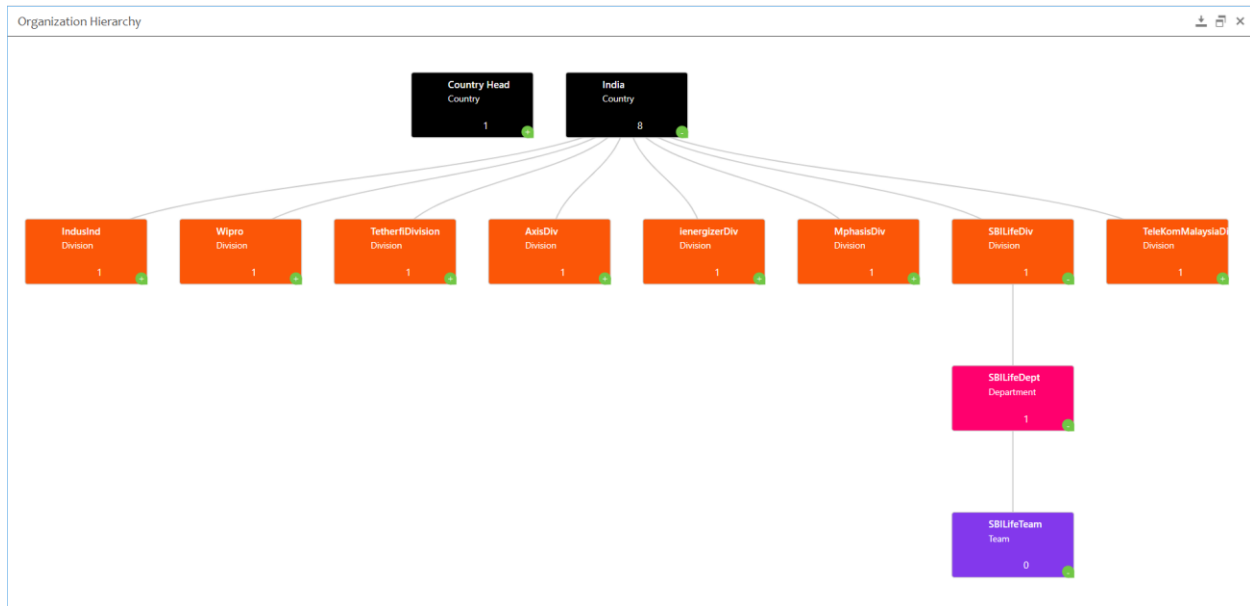 Organization Hierarchy
Country Head
Country
1
+
India
Country
8
-
IndusInd
Division
1
+
Wipro
Division
1
+
TetherfiDivision
Division
1
+
AxisDiv
Division
1
+
ienergizerDiv
Division
1
+
MphasisDiv
Division
1
+
SBILifeDiv
Division
1
-
TeleKomMalaysiaDi
Division
1
+
SBILifeDept
Department
1
-
SBILifeTeam
Team
0
-